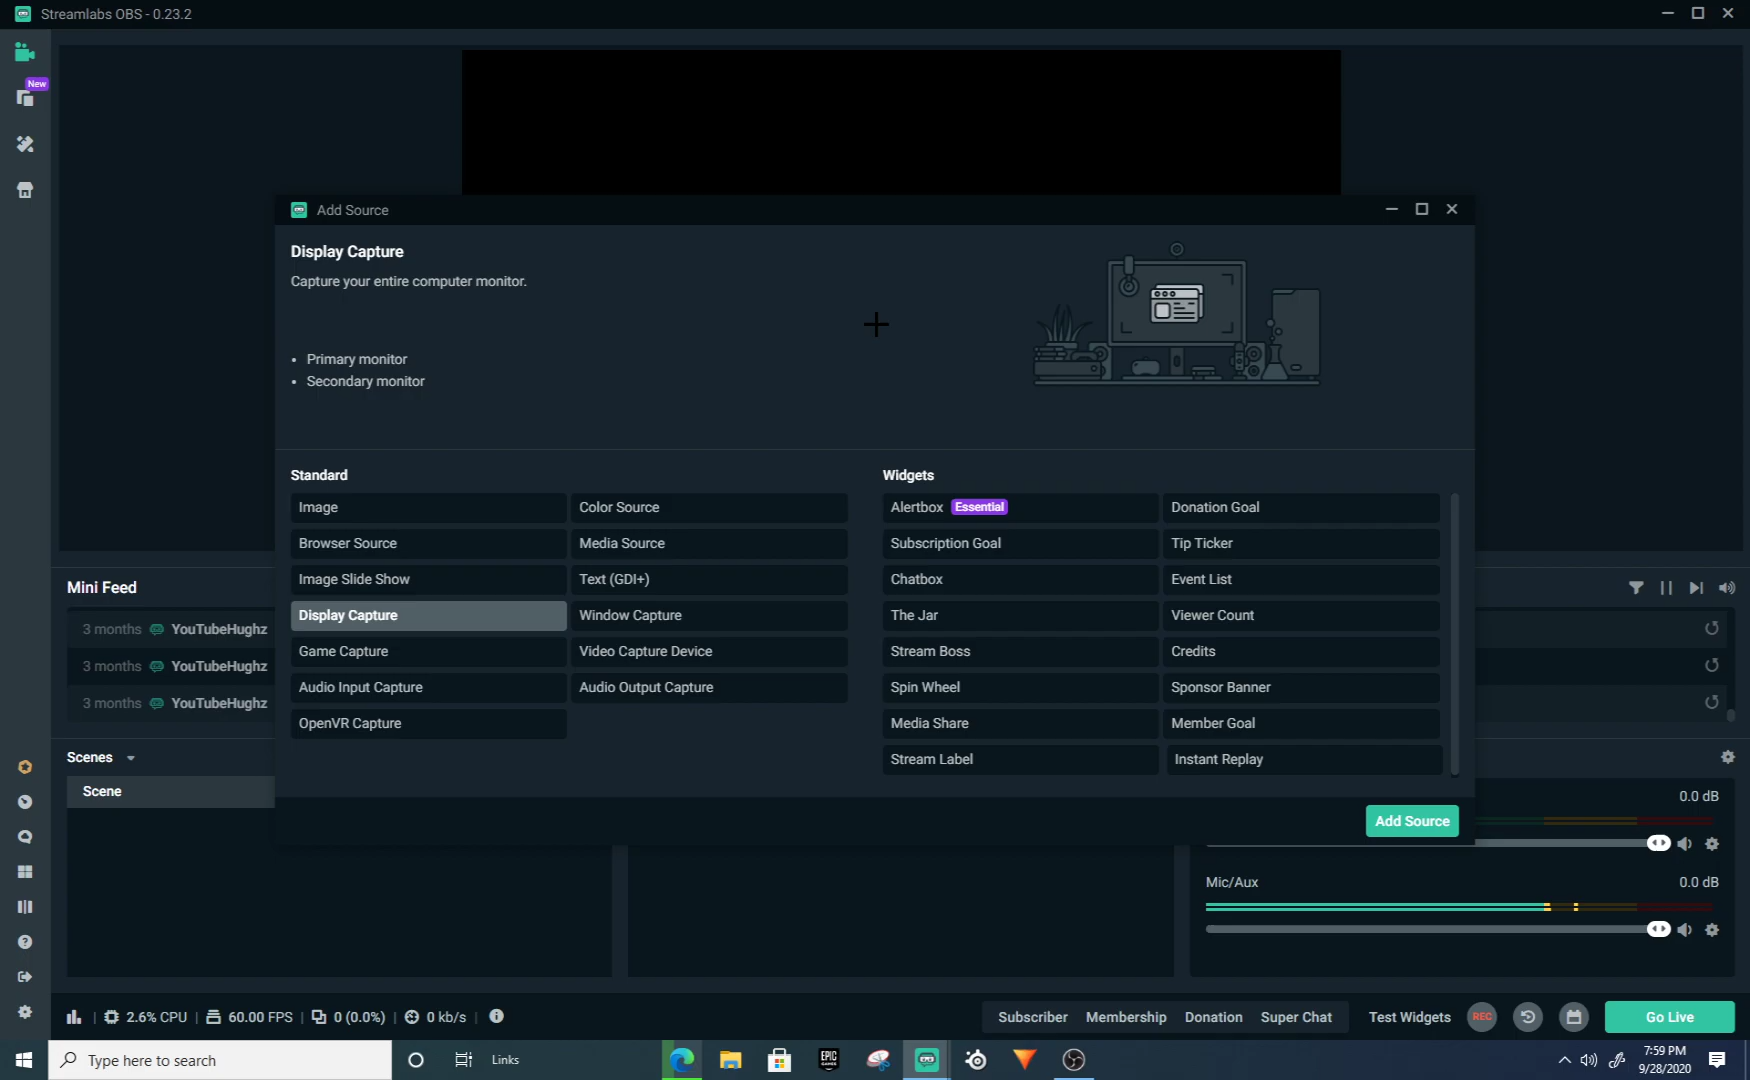 Streamlabs OBS - 0.23.2
New
Add Source
Display Capture
Capture your entire computer monitor.
• Primary monitor
• Secondary monitor
Standard
Image
Color Source
Browser Source
Media Source
Image Slide Show
Text (GDI+)
Display Capture
Window Capture
Game Capture
Video Capture Device
Audio Input Capture
Audio Output Capture
OpenVR Capture
Widgets
Alertbox Essential
Donation Goal
Subscription Goal
Tip Ticker
Chatbox
Event List
The Jar
Viewer Count
Stream Boss
Credits
Spin Wheel
Sponsor Banner
Media Share
Member Goal
Stream Label
Instant Replay
Add Source
Mini Feed
3 months YouTubeHughz
3 months YouTubeHughz
3 months YouTubeHughz
Scenes
Scene
0.0 dB
Mic/Aux 0.0 dB
2.6% CPU | 60.00 FPS | 0 (0.0%) | 0 kb/s
Subscriber Membership Donation Super Chat
Test Widgets
REC
Go Live
Type here to search
Links
EPIC GAMES
7:59 PM
9/28/2020